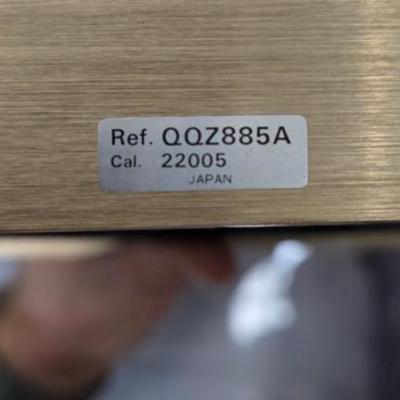 Ref. QQZ885A
Cal. 22005
JAPAN